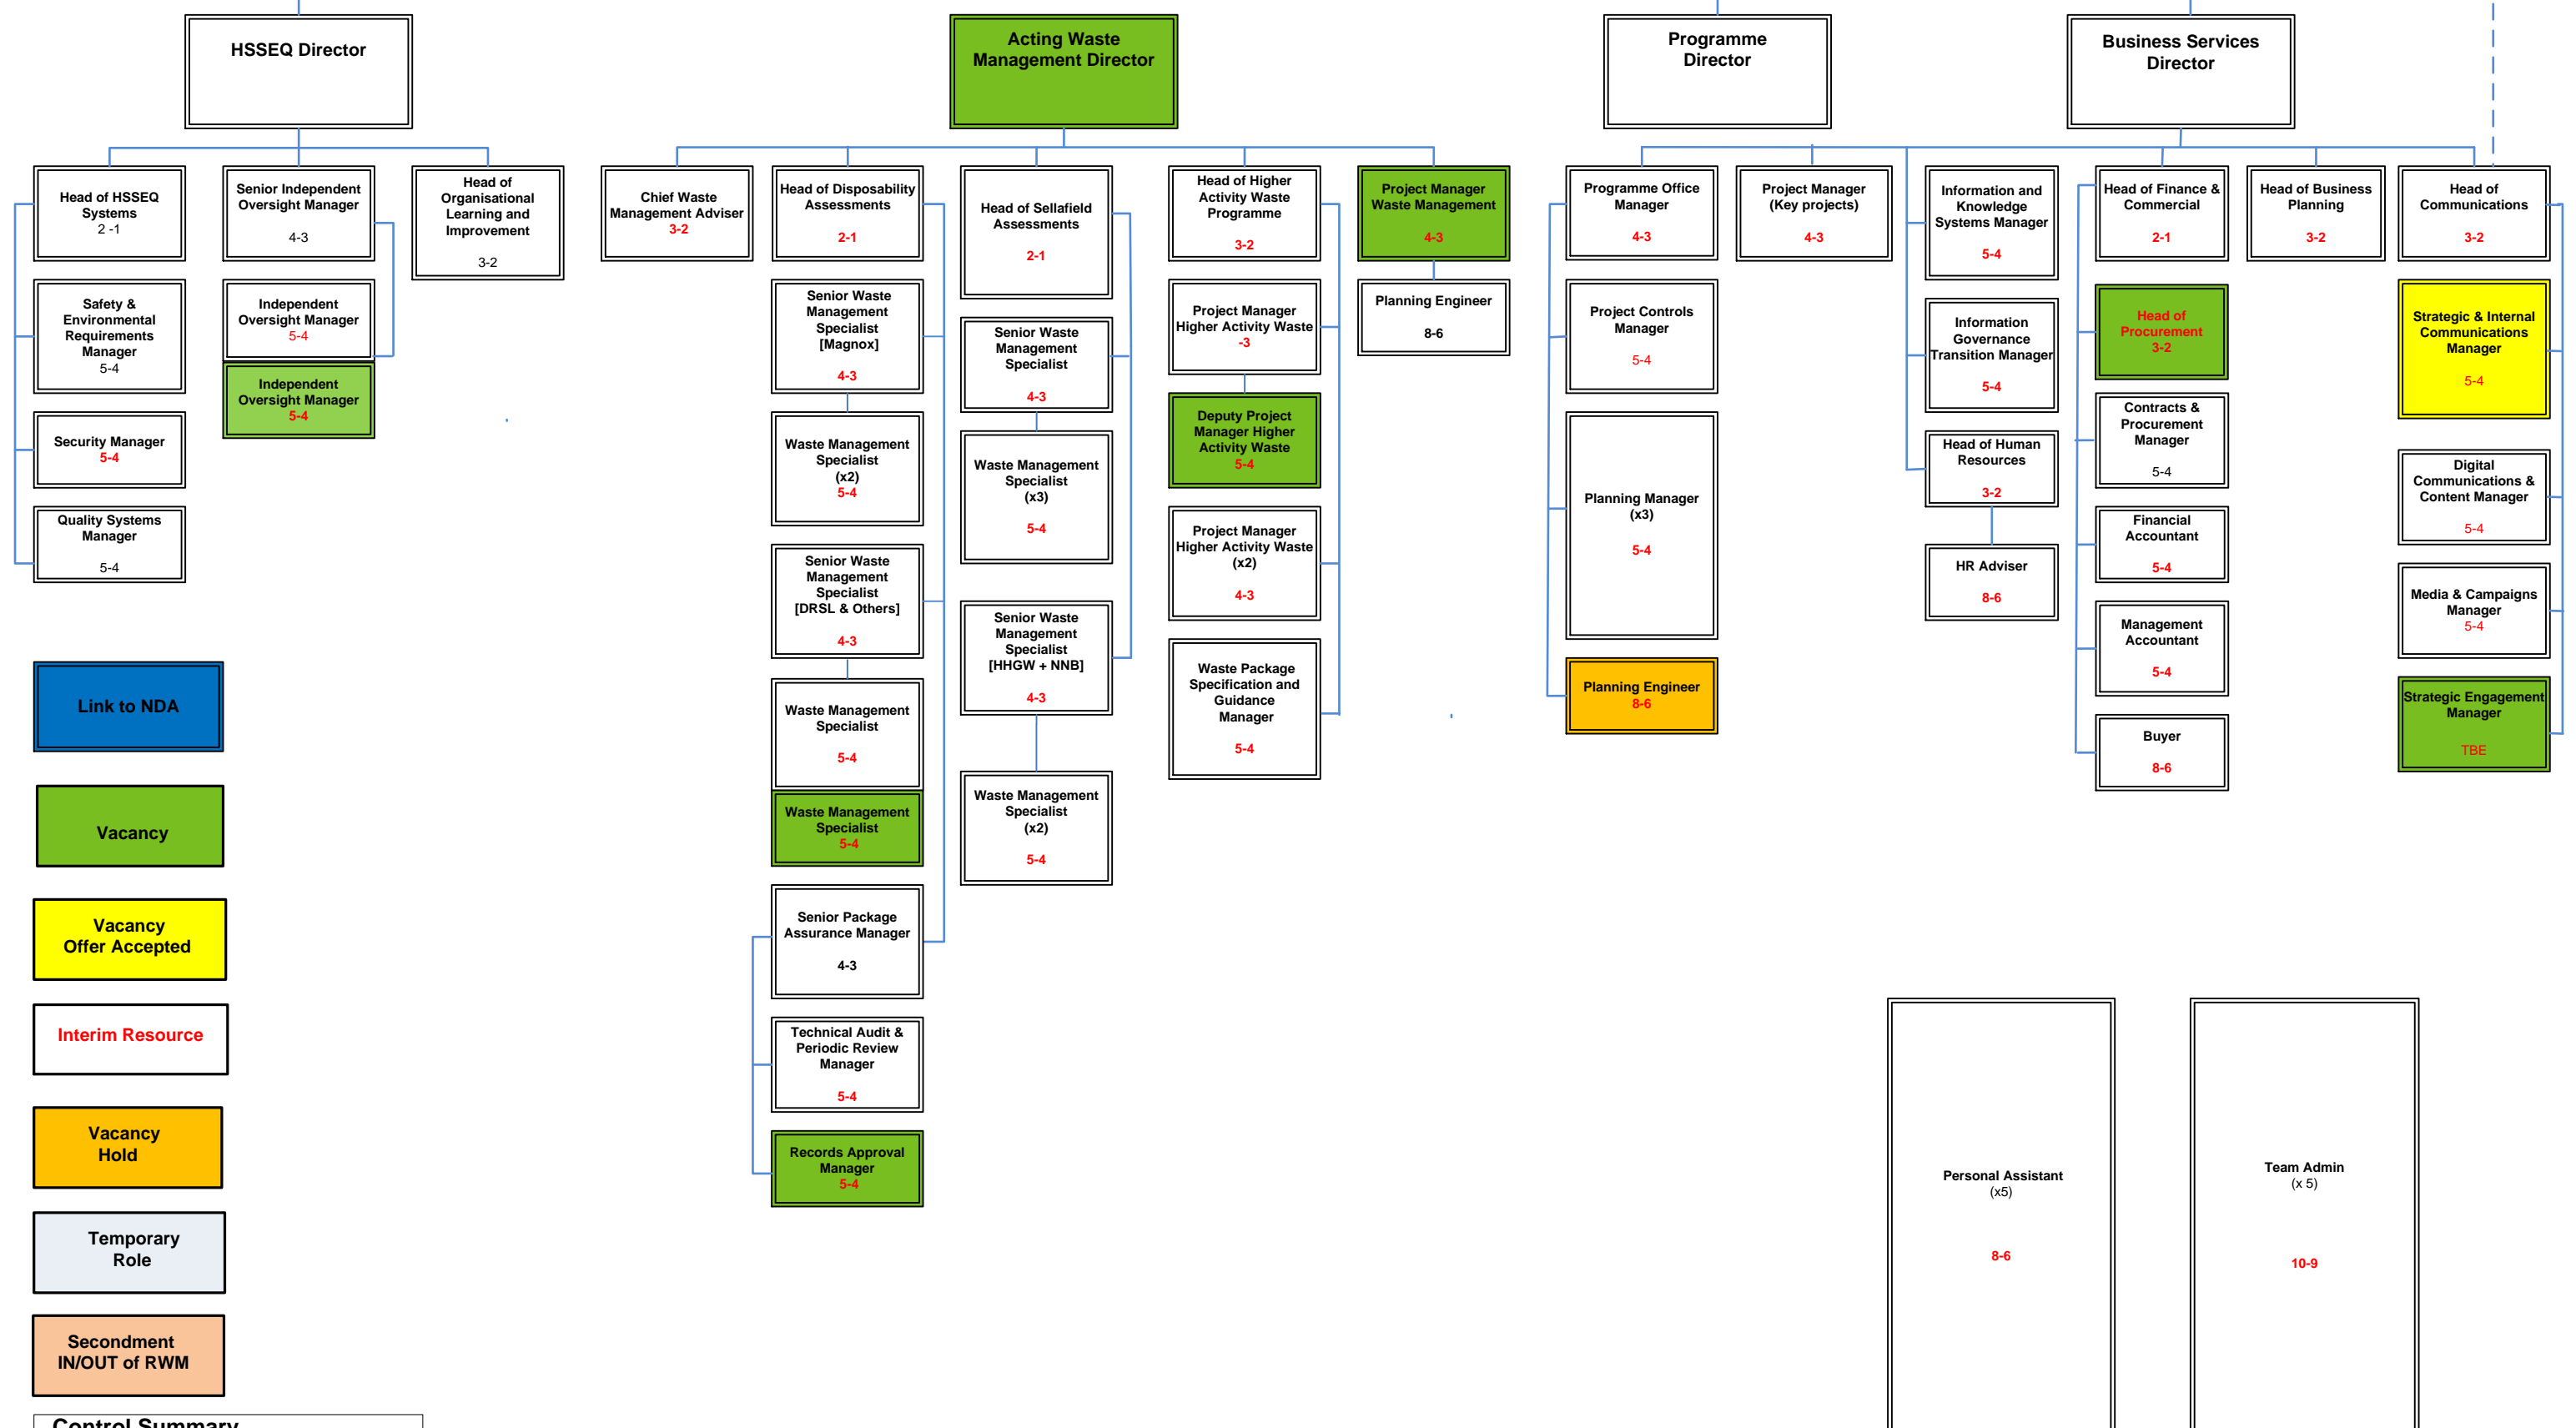 HSSEQ Director
Acting Waste
Management Director
Programme
Director
Business Services
Director
Head of HSSEQ
Systems
2 -1
Safety &
Environmental
Requirements
Manager
5-4
Security Manager
5-4
Quality Systems
Manager
5-4
Senior Independent
Oversight Manager
4-3
Independent
Oversight Manager
5-4
Independent
Oversight Manager
5-4
Head of
Organisational
Learning and
Improvement
3-2
Chief Waste
Management Adviser
3-2
Head of Disposability
Assessments
2-1
Senior Waste
Management
Specialist
[Magnox]
4-3
Waste Management
Specialist
(x2)
5-4
Senior Waste
Management
Specialist
[DRSL & Others]
4-3
Waste Management
Specialist
5-4
Waste Management
Specialist
5-4
Senior Package
Assurance Manager
4-3
Technical Audit &
Periodic Review
Manager
5-4
Records Approval
Manager
5-4
Head of Sellafield
Assessments
2-1
Senior Waste
Management
Specialist
4-3
Waste Management
Specialist
(x3)
5-4
Senior Waste
Management
Specialist
[HHGW + NNB]
4-3
Waste Management
Specialist
(x2)
5-4
Head of Higher
Activity Waste
Programme
3-2
Project Manager
Higher Activity Waste
-3
Deputy Project
Manager Higher
Activity Waste
5-4
Project Manager
Higher Activity Waste
(x2)
4-3
Waste Package
Specification and
Guidance
Manager
5-4
Project Manager
Waste Management
4-3
Planning Engineer
8-6
Programme Office
Manager
4-3
Project Controls
Manager
5-4
Planning Manager
(x3)
5-4
Planning Engineer
8-6
Project Manager
(Key projects)
4-3
Information and
Knowledge
Systems Manager
5-4
Information
Governance
Transition Manager
5-4
Head of Human
Resources
3-2
HR Adviser
8-6
Head of Finance &
Commercial
2-1
Head of
Procurement
3-2
Contracts &
Procurement
Manager
5-4
Financial
Accountant
5-4
Management
Accountant
5-4
Buyer
8-6
Head of Business
Planning
3-2
Head of
Communications
3-2
Strategic & Internal
Communications
Manager
5-4
Digital
Communications &
Content Manager
5-4
Media & Campaigns
Manager
5-4
Strategic Engagement
Manager
TBE
Link to NDA
Vacancy
Vacancy
Offer Accepted
Interim Resource
Vacancy
Hold
Temporary
Role
Secondment
IN/OUT of RWM
Control Summary
Personal Assistant
(x5)
8-6
Team Admin
(x 5)
10-9